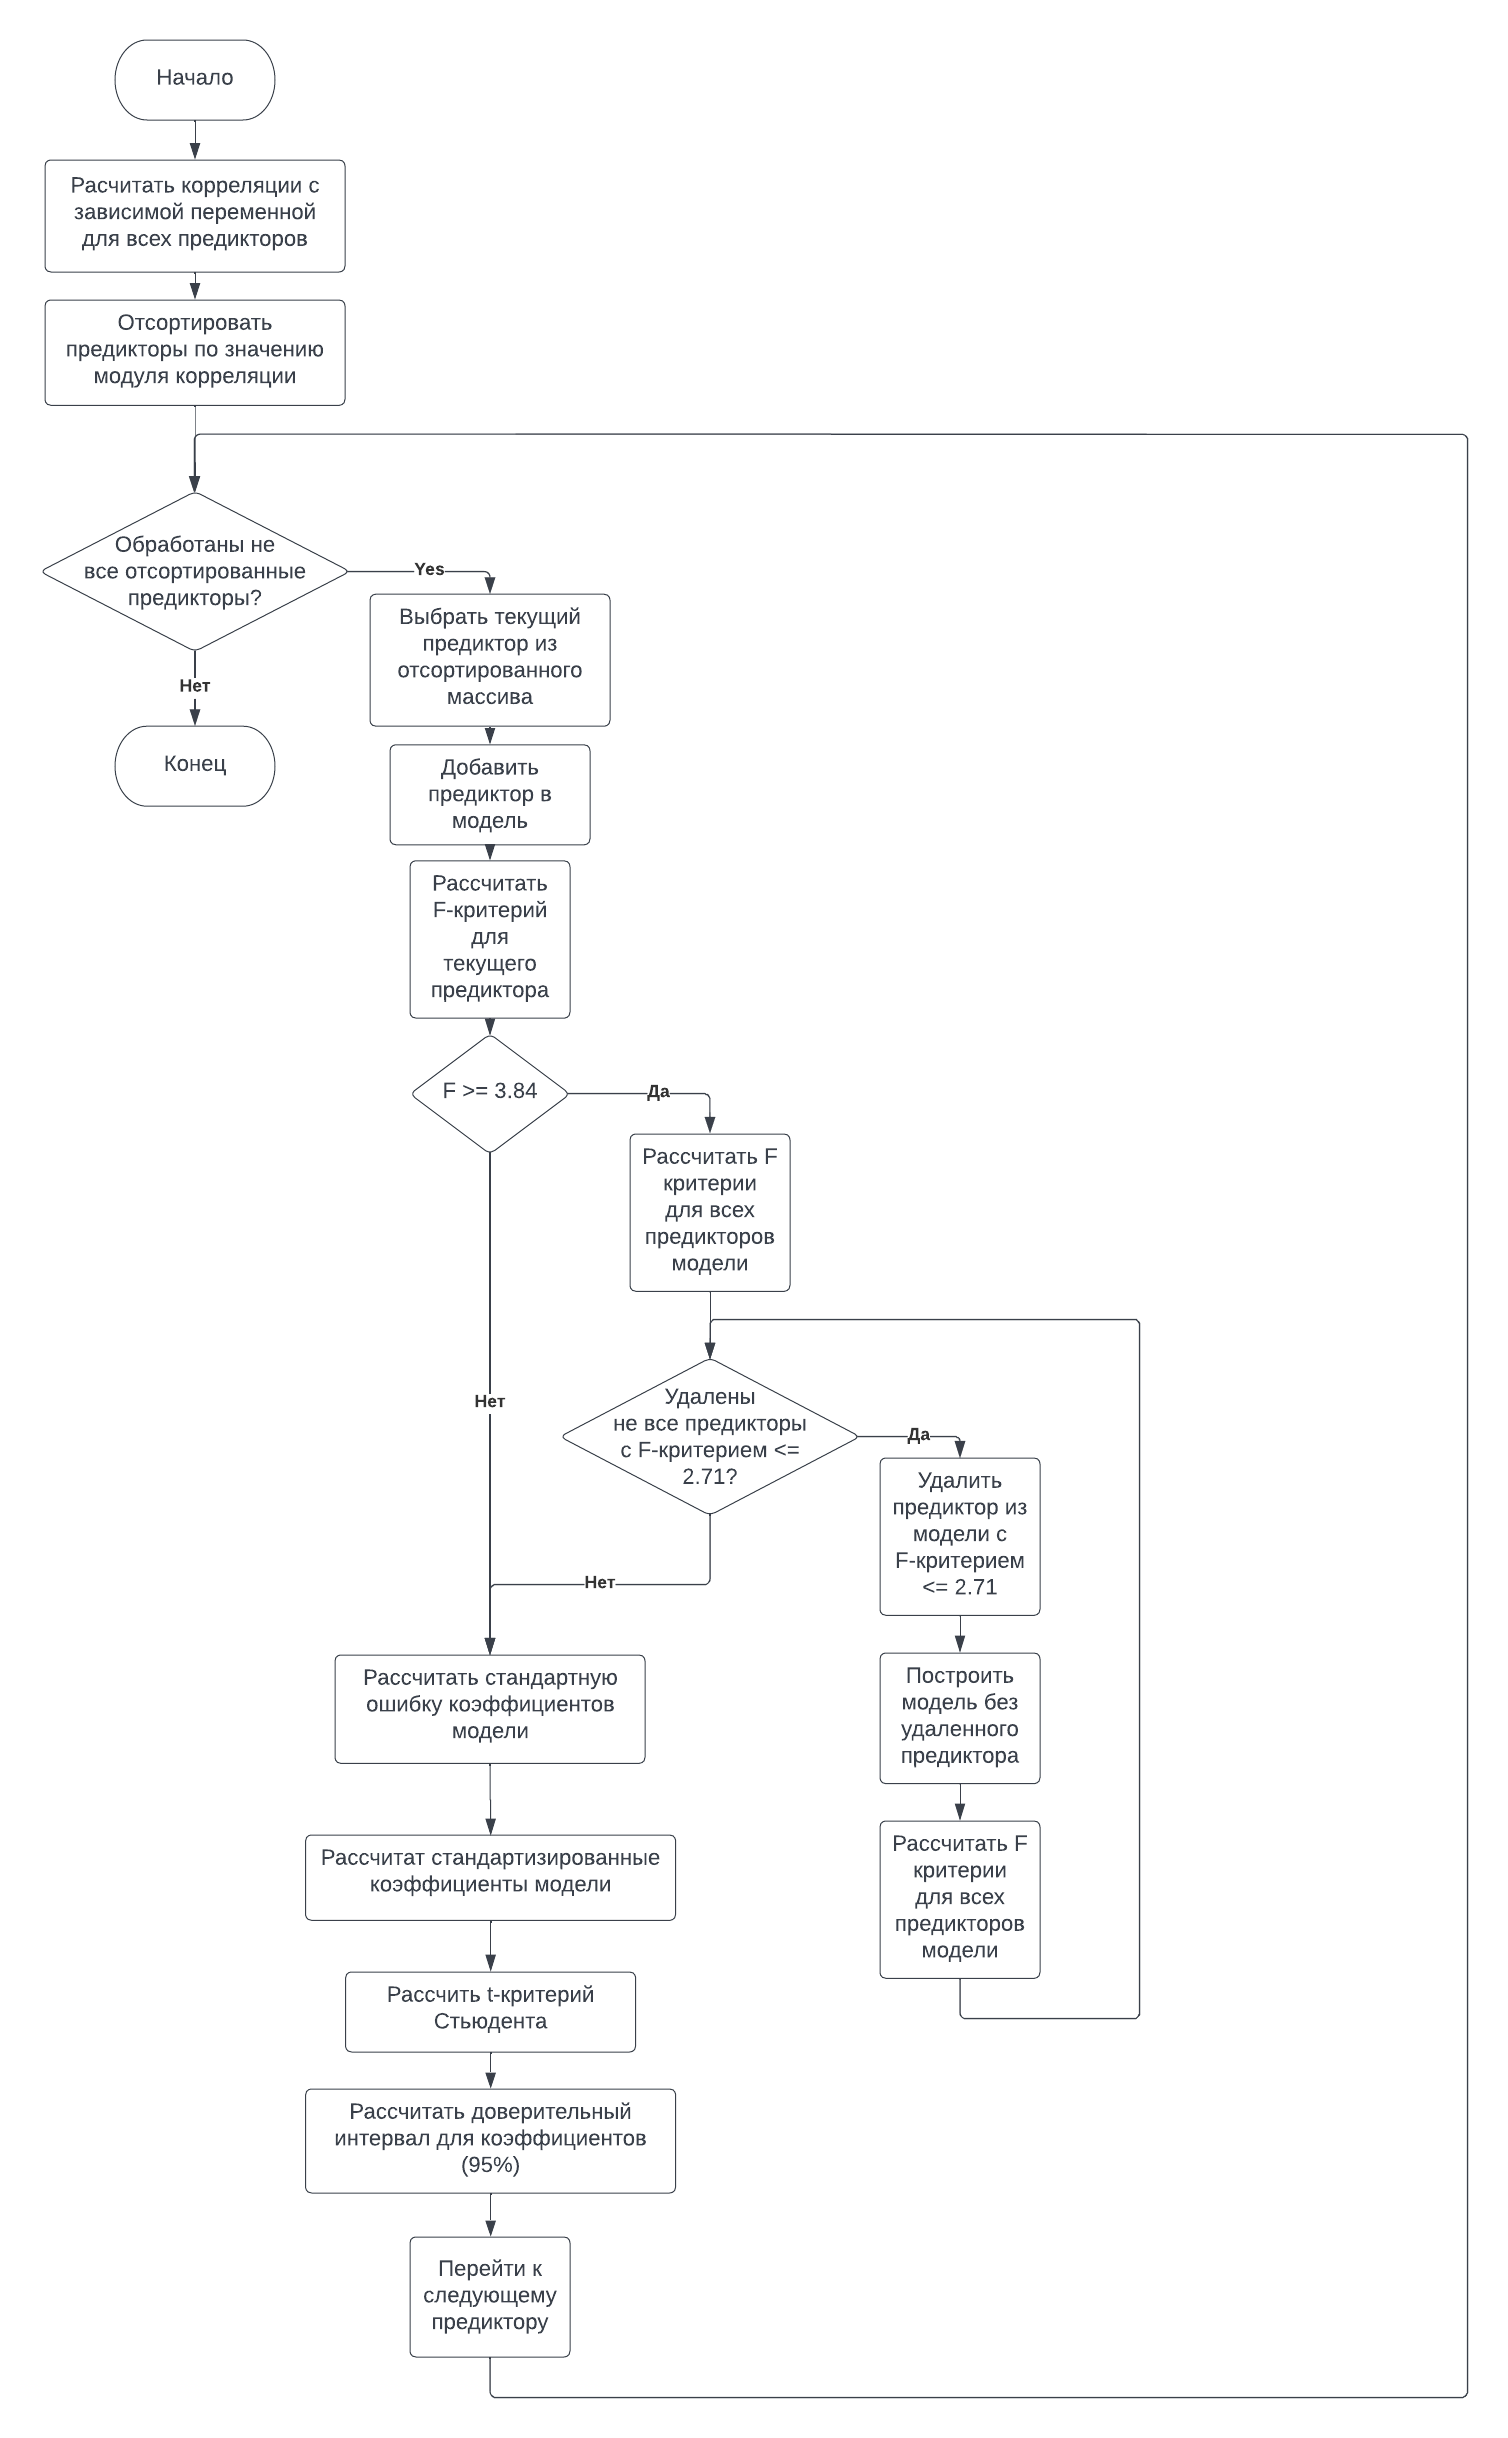 Начало
Расчитать корреляции с
зависимой переменной
для всех предикторов
Отсортировать
предикторы по значению
модуля корреляции
Обработаны не
все отсортированные
предикторы?
Yes
Нет
Конец
Выбрать текущий
предиктор из
отсортированного
массива
Добавить
предиктор в
модель
Рассчитать
F-критерий
для
текущего
предиктора
F >= 3.84
Да
Нет
Рассчитать F
критерии
для всех
предикторов
модели
Удалены
не все предикторы
с F-критерием <=
2.71?
Да
Нет
Удалить
предиктор из
модели с
F-критерием
<= 2.71
Построить
модель без
удаленного
предиктора
Рассчитать F
критерии
для всех
предикторов
модели
Рассчитать стандартную
ошибку коэффициентов
модели
Рассчитат стандартизированные
коэффициенты модели
Рассчить t-критерий
Стьюдента
Рассчитать доверительный
интервал для коэффициентов
(95%)
Перейти к
следующему
предиктору